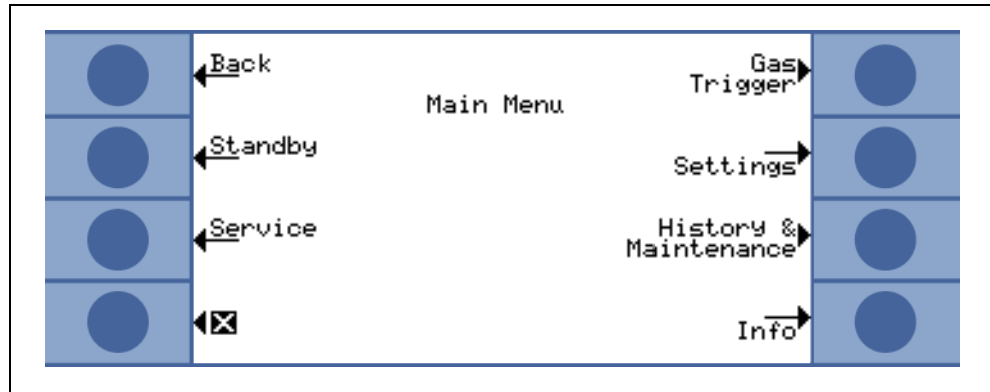 Back
Gas
Trigger
Main Menu
Standby
Settings
Service
History &
Maintenance
Info